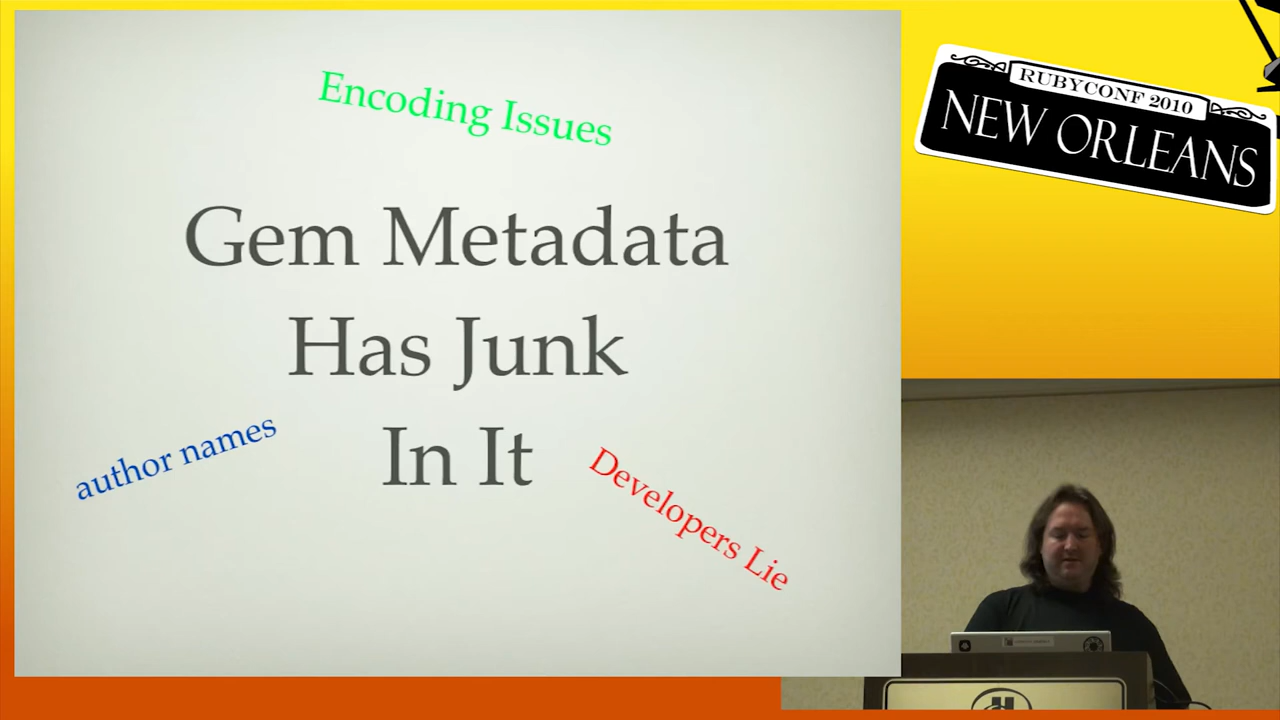 Encoding Issues
Gem Metadata
Has Junk
In It
author names
Developers Lie
RUBYCONF 2010
NEW ORLEANS